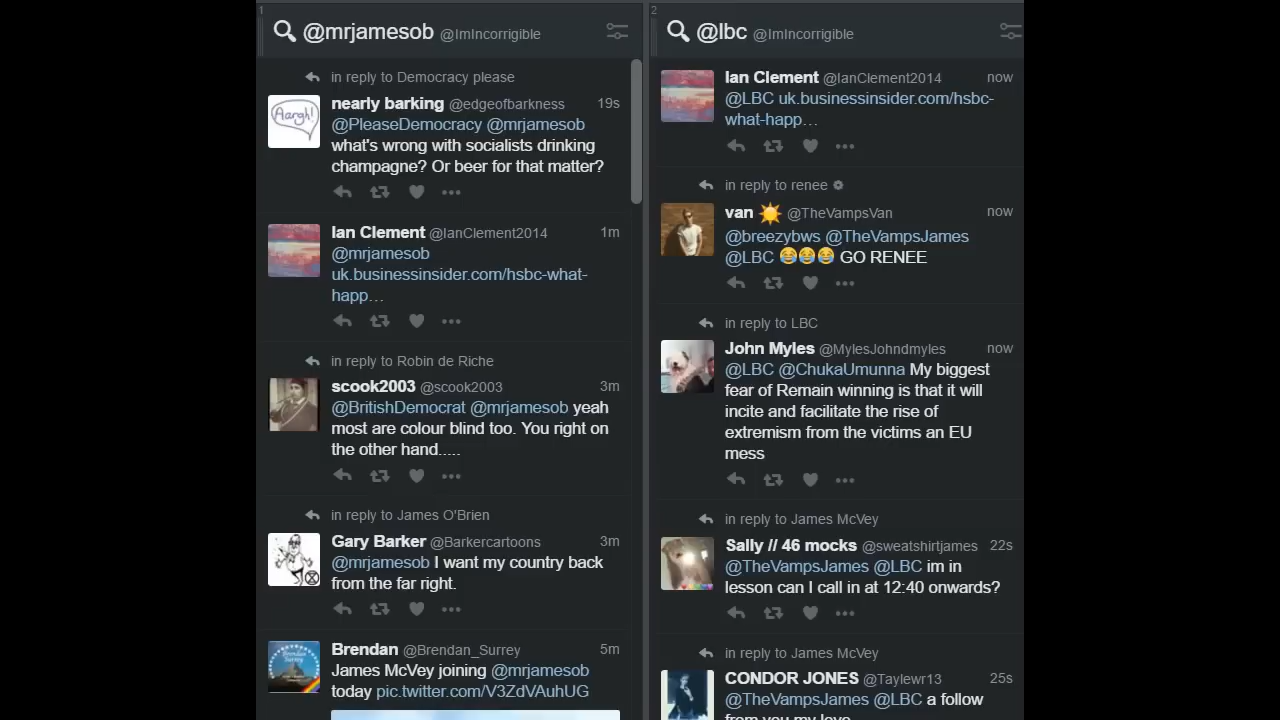 1
@mrjamesob @ImIncorrigible
in reply to Democracy please
Aargh!
nearly barking @edgeofbarkness 19s
@PleaseDemocracy @mrjamesob
what's wrong with socialists drinking
champagne? Or beer for that matter?
Ian Clement @IanClement2014 1m
@mrjamesob
uk.businessinsider.com/hsbc-what-
happ…
in reply to Robin de Riche
scook2003 @scook2003 3m
@BritishDemocrat @mrjamesob yeah
most are colour blind too. You right on
the other hand.....
in reply to James O'Brien
Gary Barker @Barkercartoons 3m
@mrjamesob I want my country back
from the far right.
Brendan Surrey
Brendan @Brendan_Surrey 5m
James McVey joining @mrjamesob
today pic.twitter.com/V3ZdVAuhUG
2
@lbc @ImIncorrigible
Ian Clement @IanClement2014 now
@LBC uk.businessinsider.com/hsbc-
what-happ…
in reply to renee
van ☀️ @TheVampsVan now
@breezybws @TheVampsJames
@LBC 😂😂😂 GO RENEE
in reply to LBC
John Myles @MylesJohndmyles now
@LBC @ChukaUmunna My biggest
fear of Remain winning is that it will
incite and facilitate the rise of
extremism from the victims an EU
mess
in reply to James McVey
Sally // 46 mocks @sweatshirtjames 22s
@TheVampsJames @LBC im in
lesson can I call in at 12:40 onwards?
in reply to James McVey
CONDOR JONES @Taylewr13 25s
@TheVampsJames @LBC a follow
from you my love